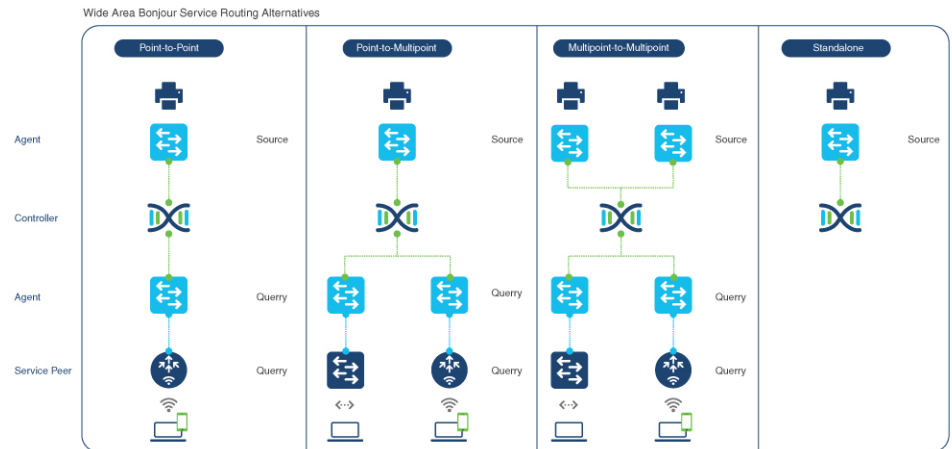 Wide Area Bonjour Service Routing Alternatives
Point-to-Point
Point-to-Multipoint
Multipoint-to-Multipoint
Standalone
Agent
Source
Source
Source
Source
Controller
Agent
Querry
Querry
Querry
Service Peer
Querry
Querry
Querry